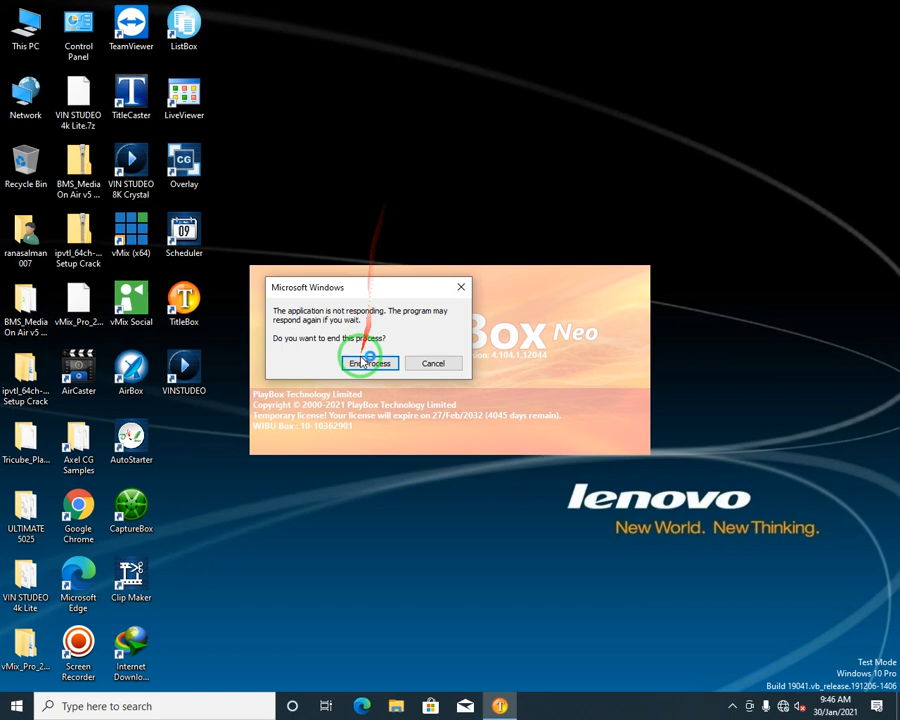 This PC
Control
Panel
TeamViewer
ListBox
Network
VIN STUDEO
4k Lite.7z
TitleCaster
LiveViewer
Recycle Bin
BMS_Media
On Air v5 ...
VIN STUDEO
8K Crystal
CG
Overlay
ranasalman
007
ipvtl_64ch-...
Setup Crack
vMix (x64)
09
Scheduler
BMS_Media
On Air v5 ...
vMix_Pro_2...
vMix Social
TitleBox
ipvtl_64ch-...
Setup Crack
AirCaster
AirBox
VINSTUDEO
Tricube_Pla...
Axel CG
Samples
AutoStarter
ULTIMATE
5025
Google
Chrome
CaptureBox
VIN STUDEO
4k Lite
Microsoft
Edge
Clip Maker
vMix_Pro_2...
Screen
Recorder
Internet
Downlo...
Microsoft Windows
The application is not responding. The program may
respond again if you wait.
Do you want to end this process?
End Process
Cancel
Box Neo
sion: 4.104.1.32044
PlayBox Technology Limited
Copyright © 2000-2021 PlayBox Technology Limited
Temporary license! Your license will expire on 27/Feb/2032 (4045 days remain).
WIBU Box : 10-10362901
lenovo
New World. New Thinking.
Test Mode
Windows 10 Pro
Build 19041.vb_release.191206-1406
Type here to search
9:46 AM
30/Jan/2021